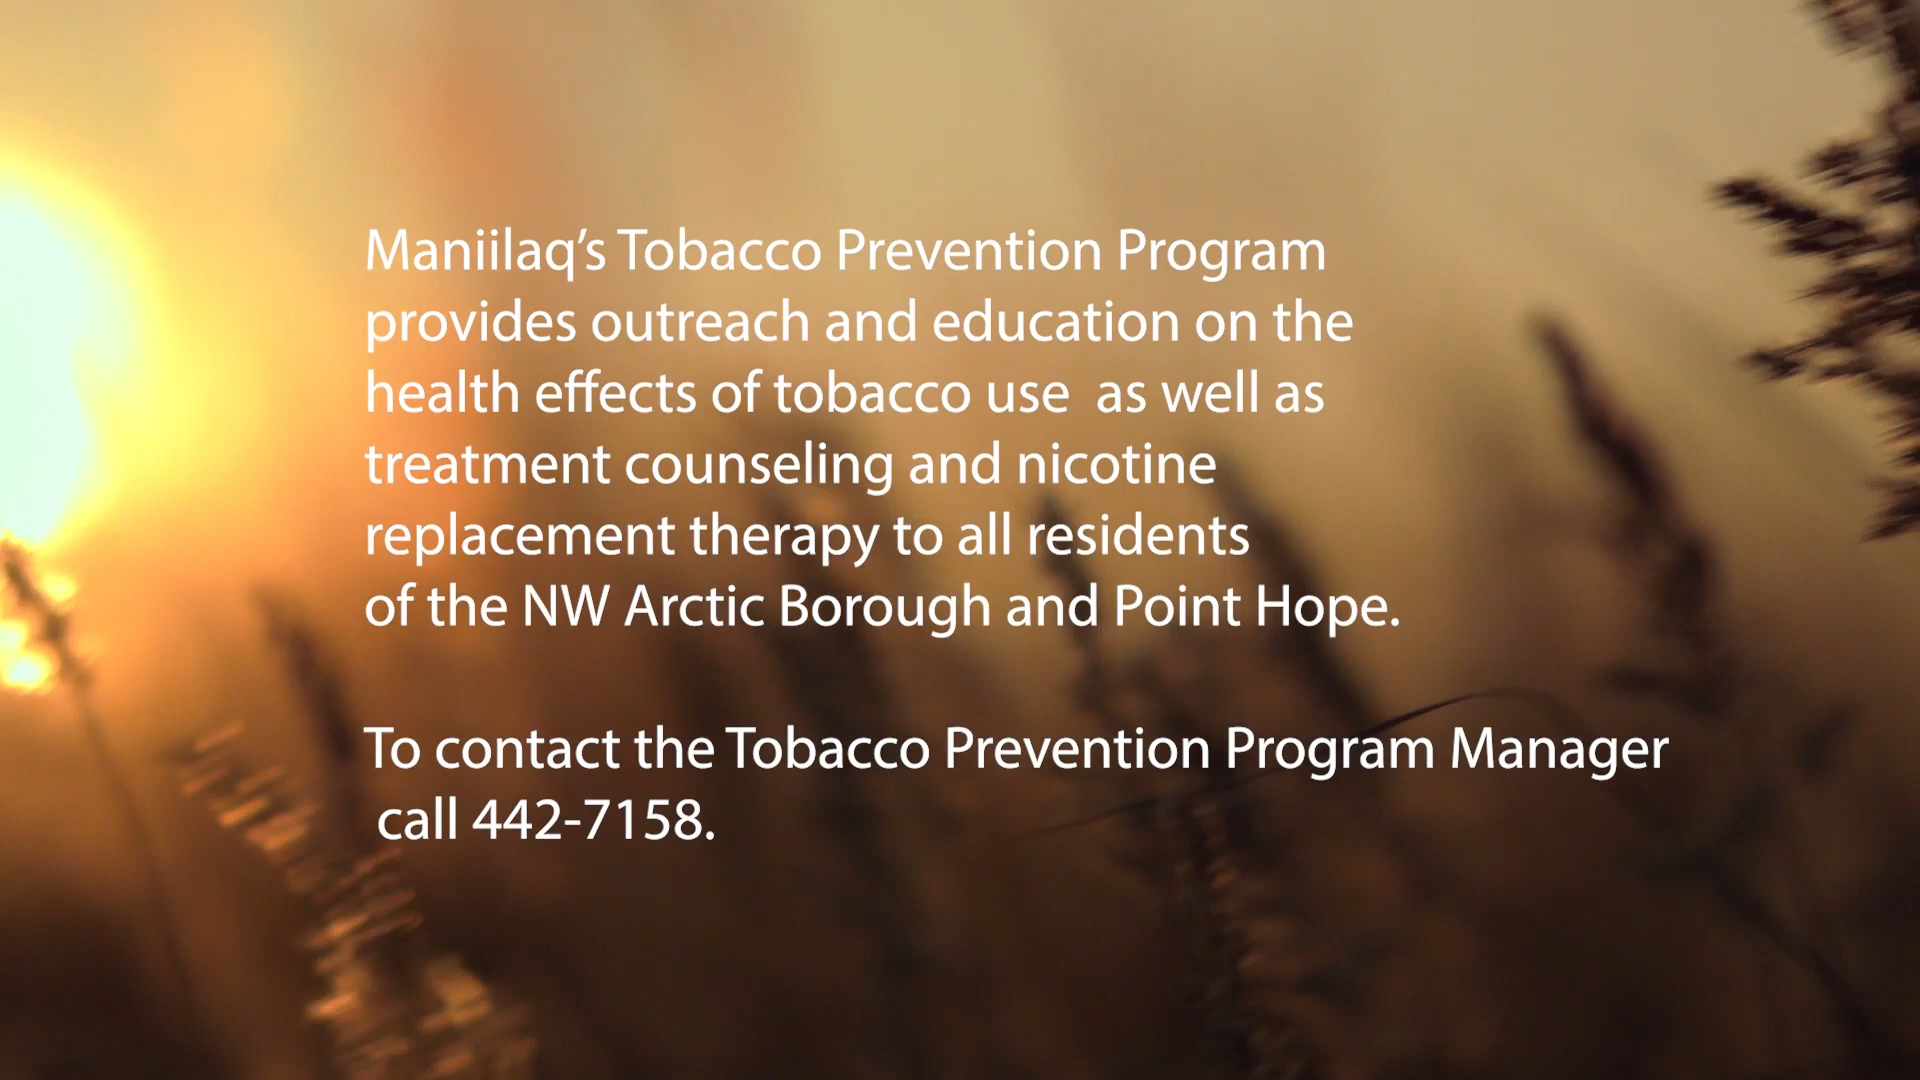 Maniilaq’s Tobacco Prevention Program
provides outreach and education on the
health effects of tobacco use  as well as
treatment counseling and nicotine
replacement therapy to all residents
of the NW Arctic Borough and Point Hope.
To contact the Tobacco Prevention Program Manager
call 442-7158.